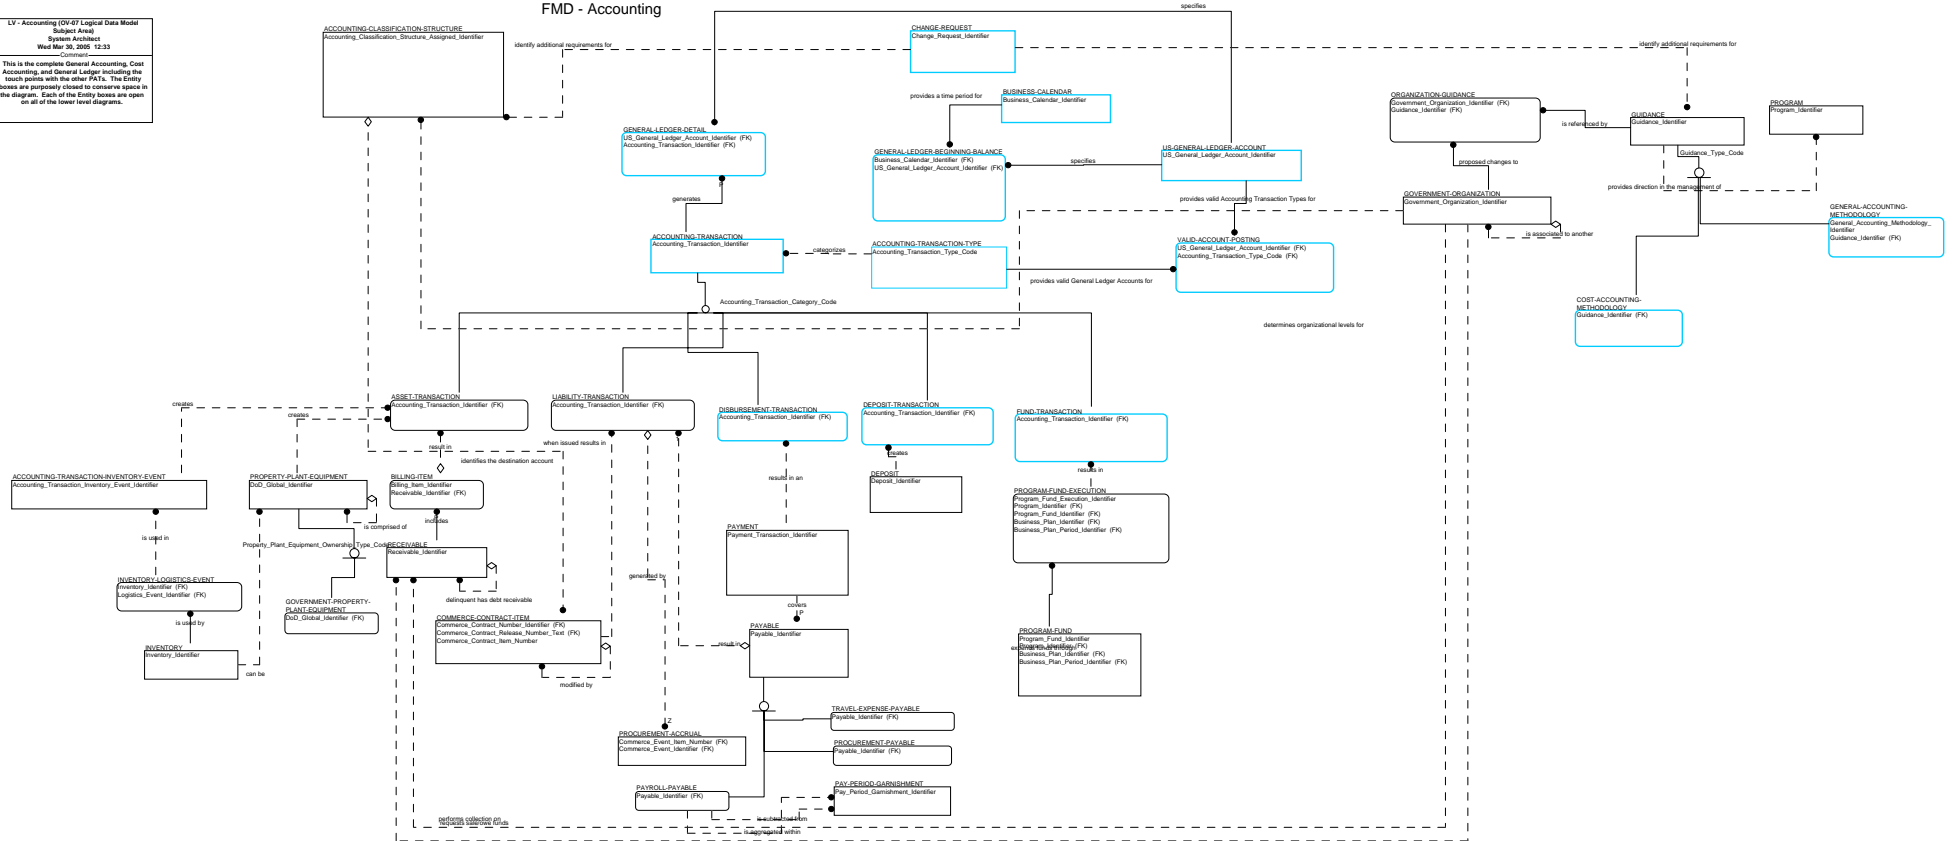 FMD - Accounting
LV - Accounting (OV-07 Logical Data Model
Subject Area)
System Architect
Wed Mar 30, 2005 12:33
Comment
This is the complete General Accounting, Cost
Accounting, and General Ledger including the
touch points with the other PATs. The Entity
boxes are purposely closed to conserve space in
the diagram. Each of the Entity boxes are open
on all of the lower level diagrams.
ACCOUNTING-CLASSIFICATION-STRUCTURE
Accounting_Classification_Structure_Assigned_Identifier
identify additional requirements for
specifies
CHANGE-REQUEST
Change_Request_Identifier
identify additional requirements for
provides a time period for
BUSINESS-CALENDAR
Business_Calendar_Identifier
ORGANIZATION-GUIDANCE
Government_Organization_Identifier (FK)
Guidance_Identifier (FK)
is referenced by
GUIDANCE
Guidance_Identifier
PROGRAM
Program_Identifier
GENERAL-LEDGER-DETAIL
US_General_Ledger_Account_Identifier (FK)
Accounting_Transaction_Identifier (FK)
P
GENERAL-LEDGER-BEGINNING-BALANCE
Business_Calendar_Identifier (FK)
US_General_Ledger_Account_Identifier (FK)
specifies
US-GENERAL-LEDGER-ACCOUNT
US_General_Ledger_Account_Identifier
proposed changes to
Guidance_Type_Code
provides direction in the management of
generates
provides valid Accounting Transaction Types for
GOVERNMENT-ORGANIZATION
Government_Organization_Identifier
is associated to another
GENERAL-ACCOUNTING-
METHODOLOGY
General_Accounting_Methodology_
Identifier
Guidance_Identifier (FK)
ACCOUNTING-TRANSACTION
Accounting_Transaction_Identifier
categorizes
ACCOUNTING-TRANSACTION-TYPE
Accounting_Transaction_Type_Code
VALID-ACCOUNT-POSTING
US_General_Ledger_Account_Identifier (FK)
Accounting_Transaction_Type_Code (FK)
provides valid General Ledger Accounts for
Accounting_Transaction_Category_Code
COST-ACCOUNTING-
METHODOLOGY
Guidance_Identifier (FK)
determines organizational levels for
creates
creates
ASSET-TRANSACTION
Accounting_Transaction_Identifier (FK)
LIABILITY-TRANSACTION
Accounting_Transaction_Identifier (FK)
DISBURSEMENT-TRANSACTION
Accounting_Transaction_Identifier (FK)
DEPOSIT-TRANSACTION
Accounting_Transaction_Identifier (FK)
FUND-TRANSACTION
Accounting_Transaction_Identifier (FK)
result in
when issued results in
identifies the destination account
creates
results in
results in an
ACCOUNTING-TRANSACTION-INVENTORY-EVENT
Accounting_Transaction_Inventory_Event_Identifier
PROPERTY-PLANT-EQUIPMENT
DoD_Global_Identifier
BILLING-ITEM
Billing_Item_Identifier
Receivable_Identifier (FK)
DEPOSIT
Deposit_Identifier
PROGRAM-FUND-EXECUTION
Program_Fund_Execution_Identifier
Program_Identifier (FK)
Program_Fund_Identifier (FK)
Business_Plan_Identifier (FK)
Business_Plan_Period_Identifier (FK)
is comprised of
includes
is used in
Property_Plant_Equipment_Ownership_Type_Code
RECEIVABLE
Receivable_Identifier
PAYMENT
Payment_Transaction_Identifier
INVENTORY-LOGISTICS-EVENT
Inventory_Identifier (FK)
Logistics_Event_Identifier (FK)
GOVERNMENT-PROPERTY-
PLANT-EQUIPMENT
DoD_Global_Identifier (FK)
delinquent has debt receivable
generated by
covers
P
is used by
COMMERCE-CONTRACT-ITEM
Commerce_Contract_Number_Identifier (FK)
Commerce_Contract_Release_Number_Text (FK)
Commerce_Contract_Item_Number
PAYABLE
Payable_Identifier
result in
PROGRAM-FUND
Program_Fund_Identifier
Program_Identifier (FK)
Business_Plan_Identifier (FK)
Business_Plan_Period_Identifier (FK)
INVENTORY
Inventory_Identifier
can be
modified by
Z
PROCUREMENT-ACCRUAL
Commerce_Event_Item_Number (FK)
Commerce_Event_Identifier (FK)
TRAVEL-EXPENSE-PAYABLE
Payable_Identifier (FK)
PROCUREMENT-PAYABLE
Payable_Identifier (FK)
PAYROLL-PAYABLE
Payable_Identifier (FK)
PAY-PERIOD-GARNISHMENT
Pay_Period_Garnishment_Identifier
is subtracted from
is aggregated within
performs collection on
requests sale/owe funds